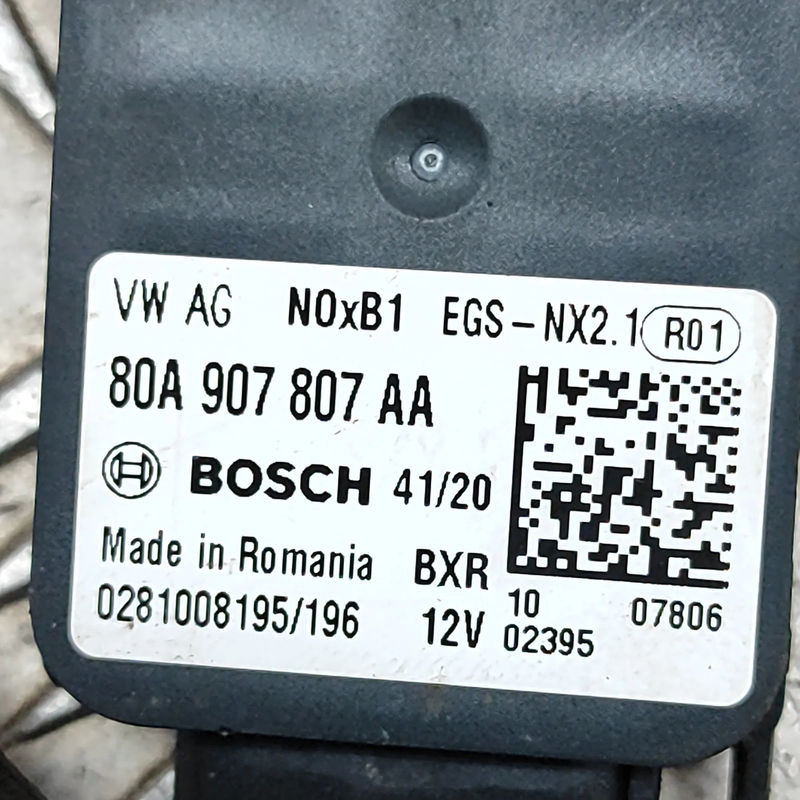 VW AG NOxB1 EGS-NX2.1 R01
80A 907 807 AA
BOSCH 41/20
Made in Romania BXR
0281008195/196 12V
10 07806
02395